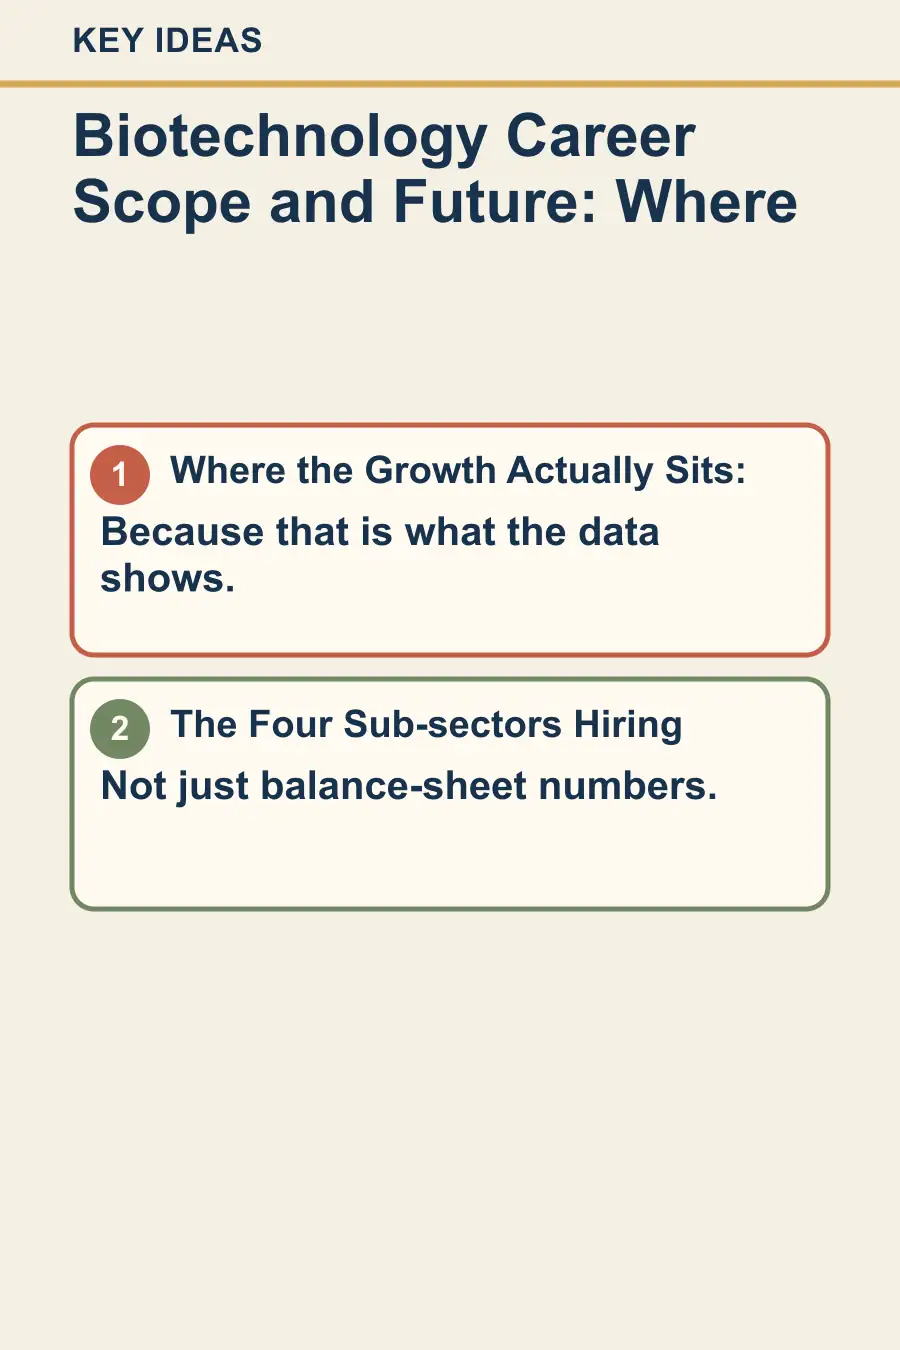 KEY IDEAS
Biotechnology Career
Scope and Future: Where
1 Where the Growth Actually Sits:
Because that is what the data
shows.
2 The Four Sub-sectors Hiring
Not just balance-sheet numbers.